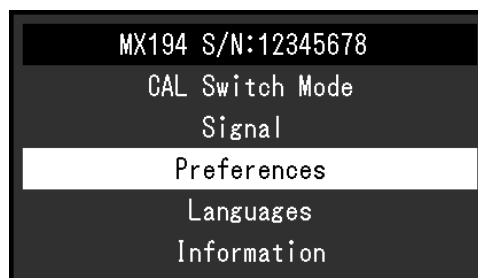 MX194 S/N:12345678
CAL Switch Mode
Signal
Preferences
Languages
Information